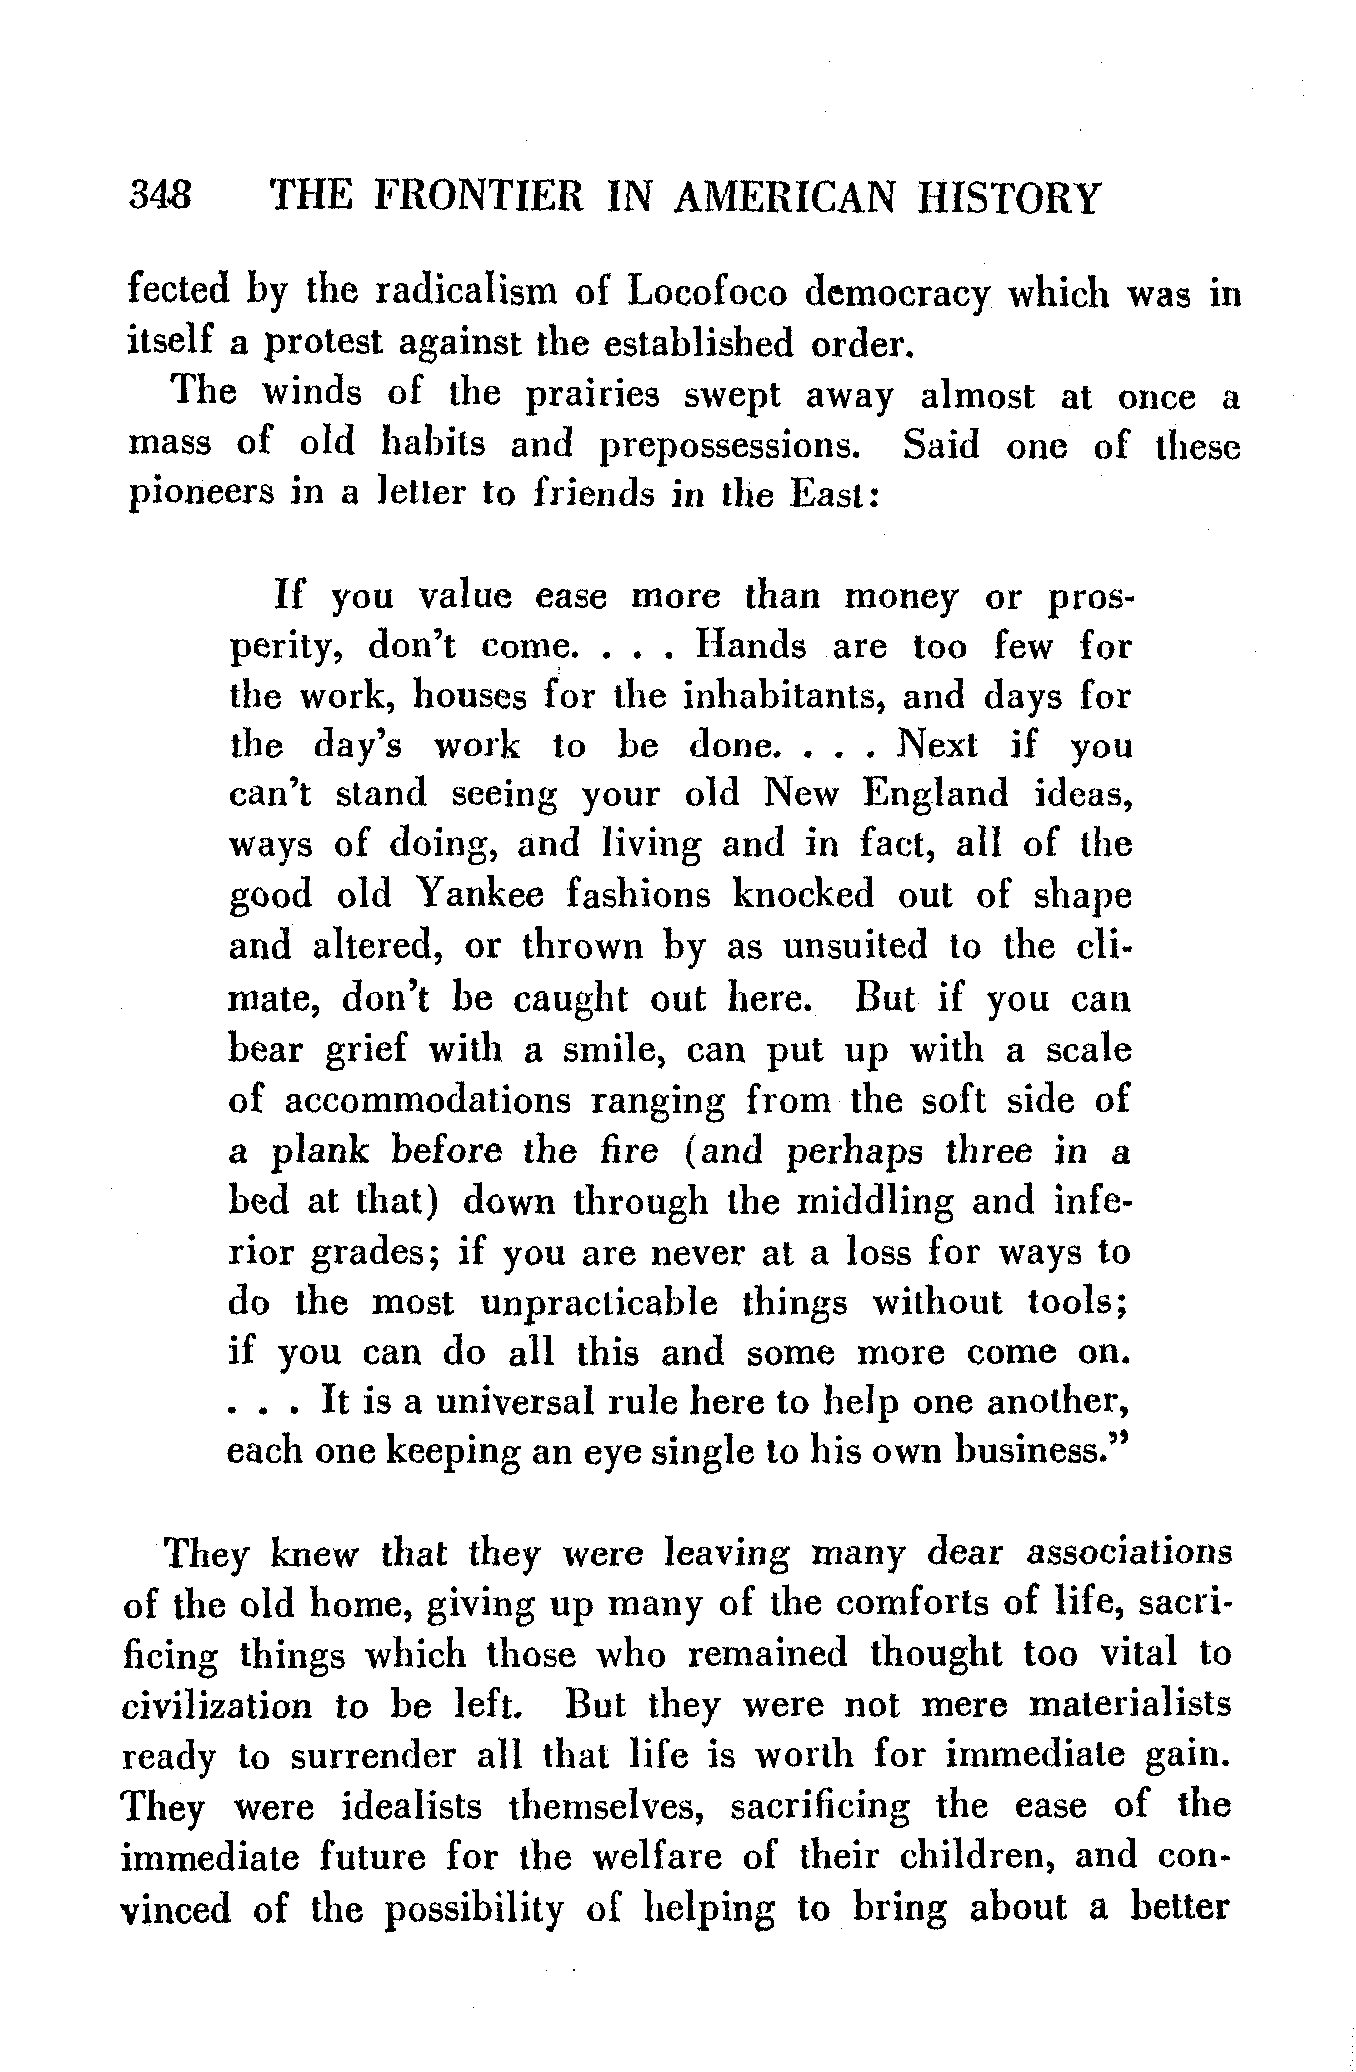 348 THE FRONTIER IN AMERICAN HISTORY
fected by the radicalism of Locofoco democracy which was in
itself a protest against the established order.
The winds of the prairies swept away almost at once a
mass of old habits and prepossessions. Said one of these
pioneers in a letter to friends in the East:
If you value ease more than money or pros-
perity, don't come. . . . Hands are too few for
the work, houses for the inhabitants, and days for
the day's work to be done. . . . Next if you
can't stand seeing your old New England ideas,
ways of doing, and living and in fact, all of the
good old Yankee fashions knocked out of shape
and altered, or thrown by as unsuited to the cli-
mate, don't be caught out here. But if you can
bear grief with a smile, can put up with a scale
of accommodations ranging from the soft side of
a plank before the fire (and perhaps three in a
bed at that) down through the middling and infe-
rior grades; if you are never at a loss for ways to
do the most unpracticable things without tools;
if you can do all this and some more come on.
. . . It is a universal rule here to help one another,
each one keeping an eye single to his own business."
They knew that they were leaving many dear associations
of the old home, giving up many of the comforts of life, sacri-
ficing things which those who remained thought too vital to
civilization to be left. But they were not mere materialists
ready to surrender all that life is worth for immediate gain.
They were idealists themselves, sacrificing the ease of the
immediate future for the welfare of their children, and con-
vinced of the possibility of helping to bring about a better